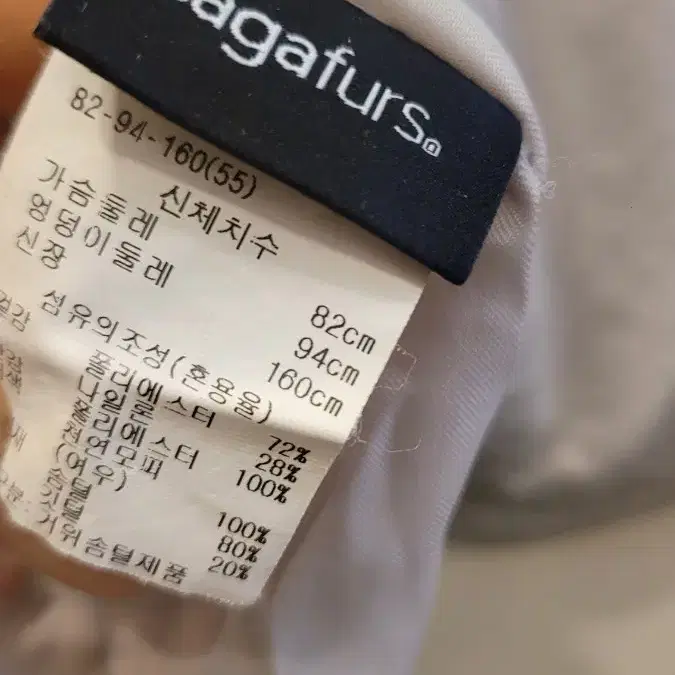 agafurs
82-94-160(55)
신체치수
가슴둘레 82cm
엉덩이둘레 94cm
신장 160cm
섬유의조성(혼용율)
겉감 폴리에스터 72%
나일론 28%
폴리에스터 100%
천연모피
(여우) 100%
솜털 80%
20%
거위솜털제품